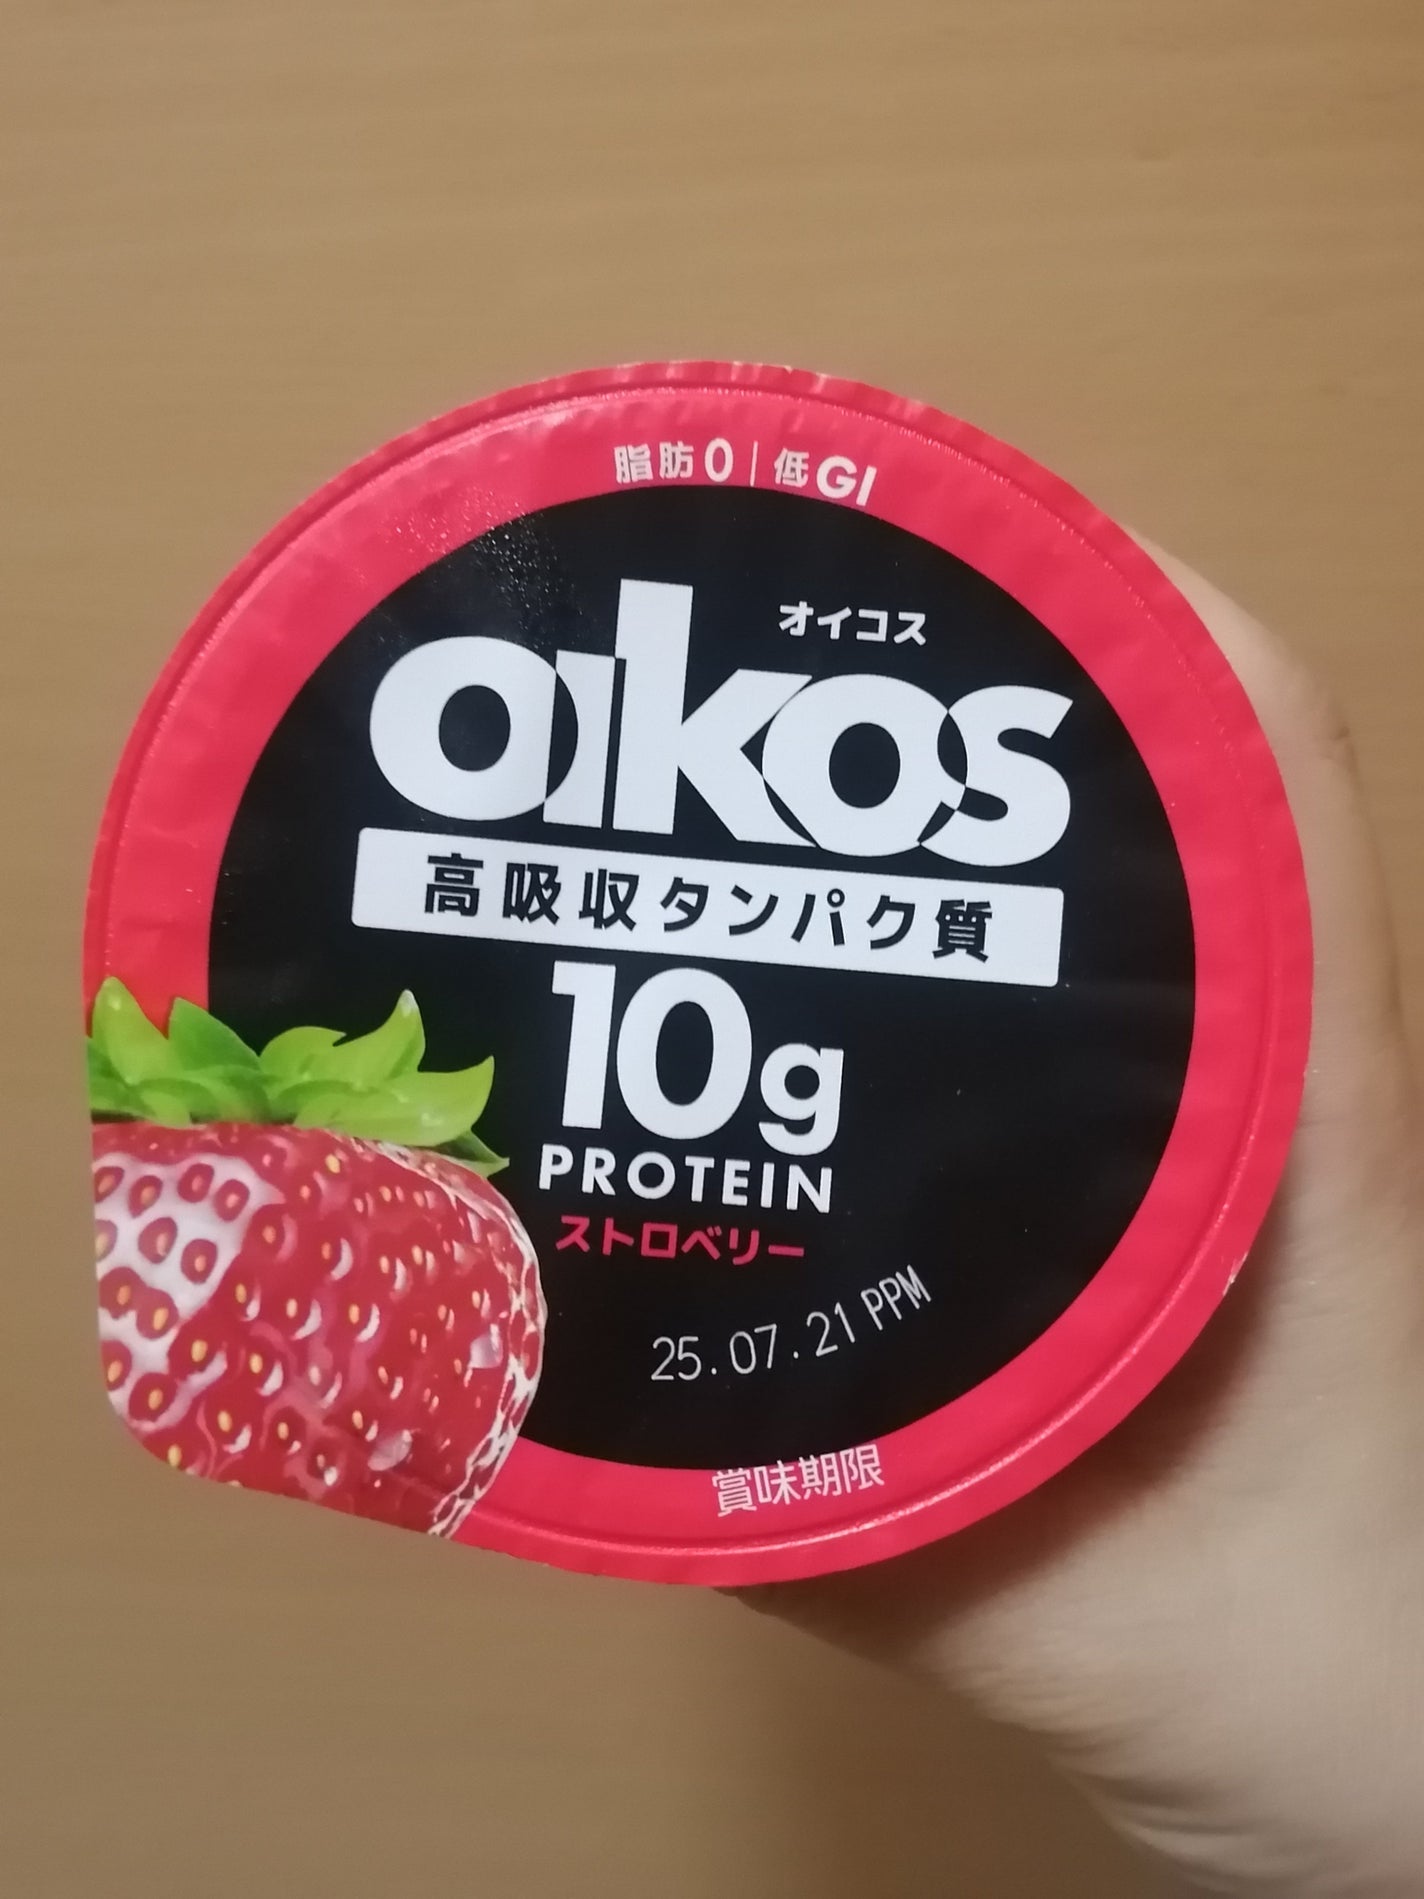 脂肪0|低GI
オイコス
oikos
高吸収タンパク質
10g
PROTEIN
ストロベリー
25.07.21 PPM
賞味期限